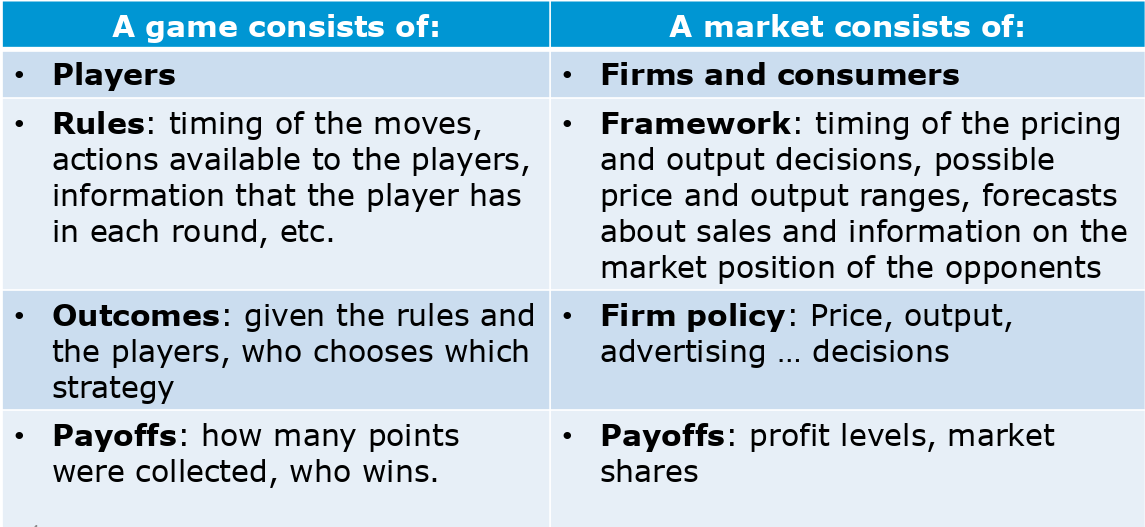 A game consists of:
A market consists of:
• Players
• Firms and consumers
• Rules: timing of the moves,
actions available to the players,
information that the player has
in each round, etc.
• Framework: timing of the pricing
and output decisions, possible
price and output ranges, forecasts
about sales and information on the
market position of the opponents
• Outcomes: given the rules and
the players, who chooses which
strategy
• Firm policy: Price, output,
advertising … decisions
• Payoffs: how many points
were collected, who wins.
• Payoffs: profit levels, market
shares